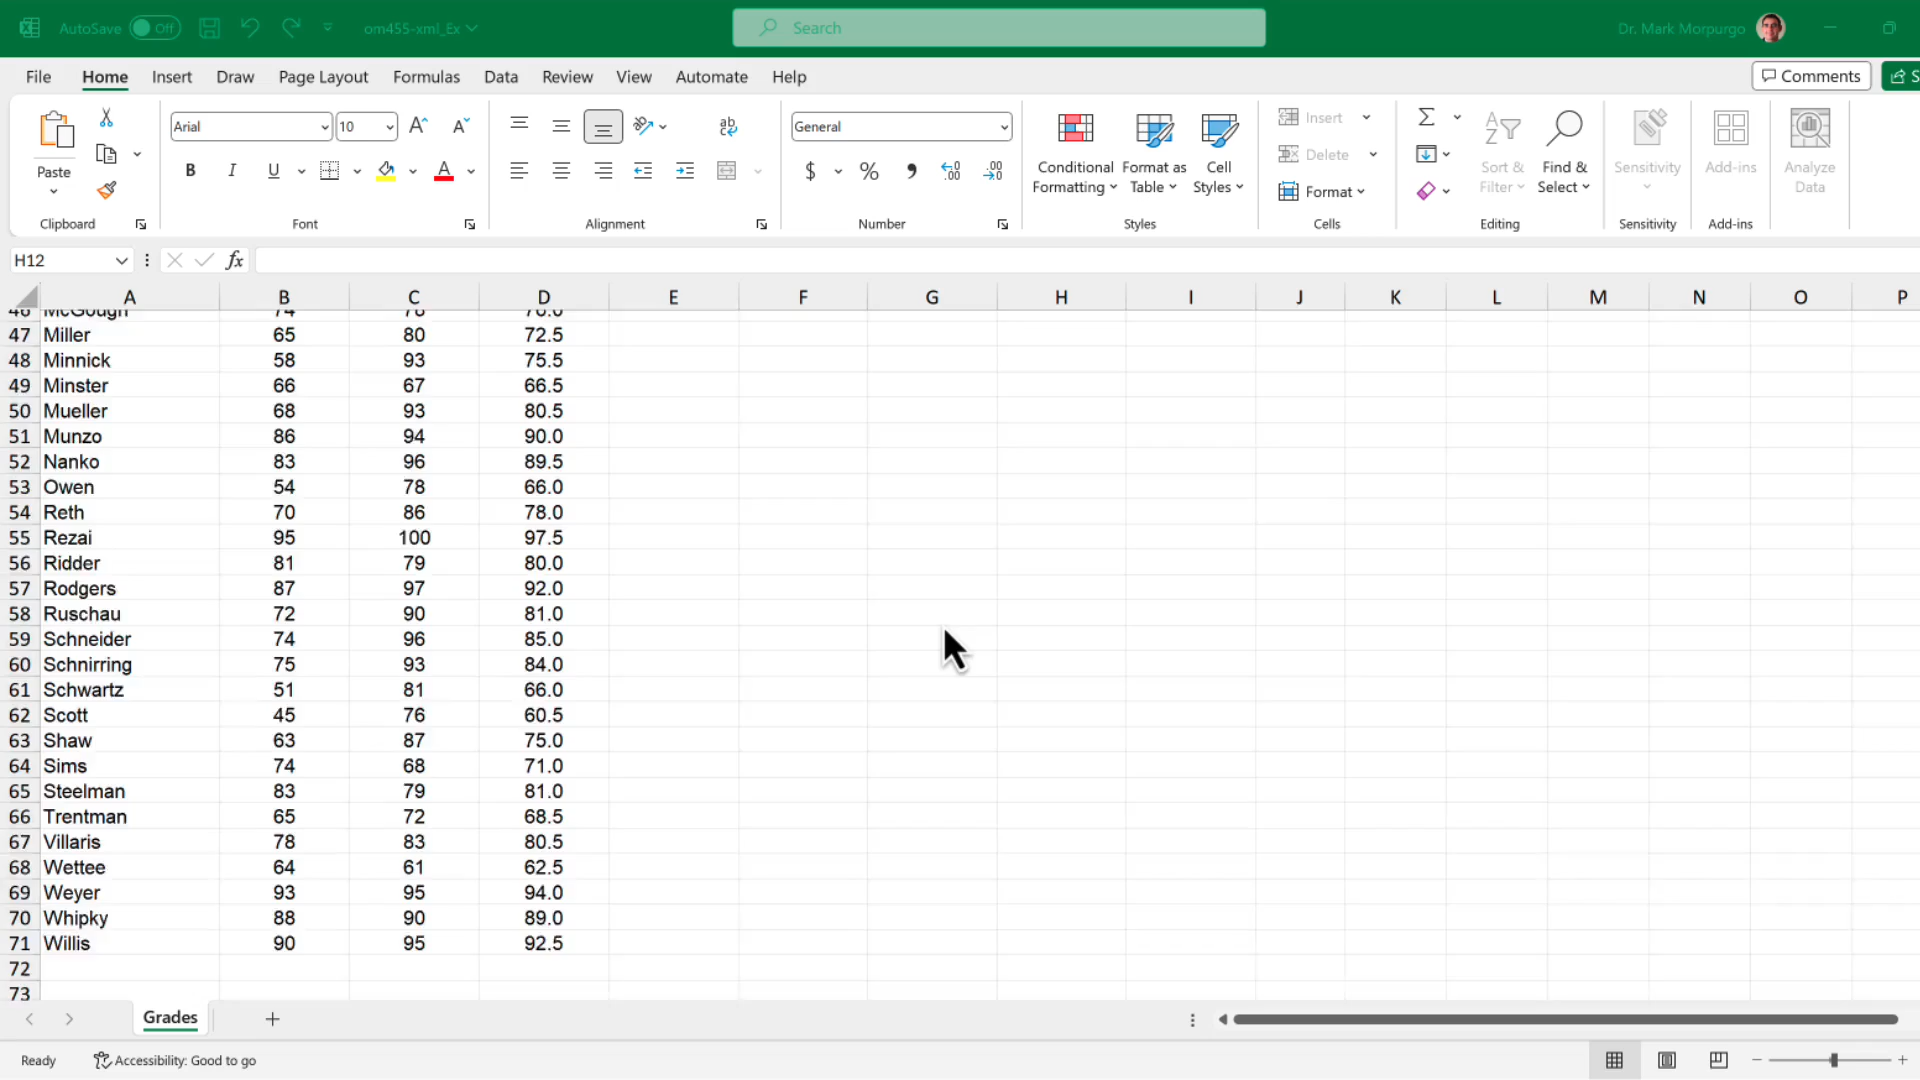 AutoSave Off om455-xml_Ex Search Dr. Mark Morpurgo
File Home Insert Draw Page Layout Formulas Data Review View Automate Help Comments S
Arial 10 General
Paste
B I U A $ % , .00
Conditional Formatting Format as Table Cell Styles
Insert
Delete
Format
Sort & Filter Find & Select Sensitivity Add-ins Analyze Data
Clipboard Font Alignment Number Styles Cells Editing Sensitivity Add-ins
H12 fx
A B C D E F G H I J K L M N O P
46 McGough 74 78 76.0
47 Miller 65 80 72.5
48 Minnick 58 93 75.5
49 Minster 66 67 66.5
50 Mueller 68 93 80.5
51 Munzo 86 94 90.0
52 Nanko 83 96 89.5
53 Owen 54 78 66.0
54 Reth 70 86 78.0
55 Rezai 95 100 97.5
56 Ridder 81 79 80.0
57 Rodgers 87 97 92.0
58 Ruschau 72 90 81.0
59 Schneider 74 96 85.0
60 Schnirring 75 93 84.0
61 Schwartz 51 81 66.0
62 Scott 45 76 60.5
63 Shaw 63 87 75.0
64 Sims 74 68 71.0
65 Steelman 83 79 81.0
66 Trentman 65 72 68.5
67 Villaris 78 83 80.5
68 Wettee 64 61 62.5
69 Weyer 93 95 94.0
70 Whipky 88 90 89.0
71 Willis 90 95 92.5
72
73
Grades
Ready Accessibility: Good to go